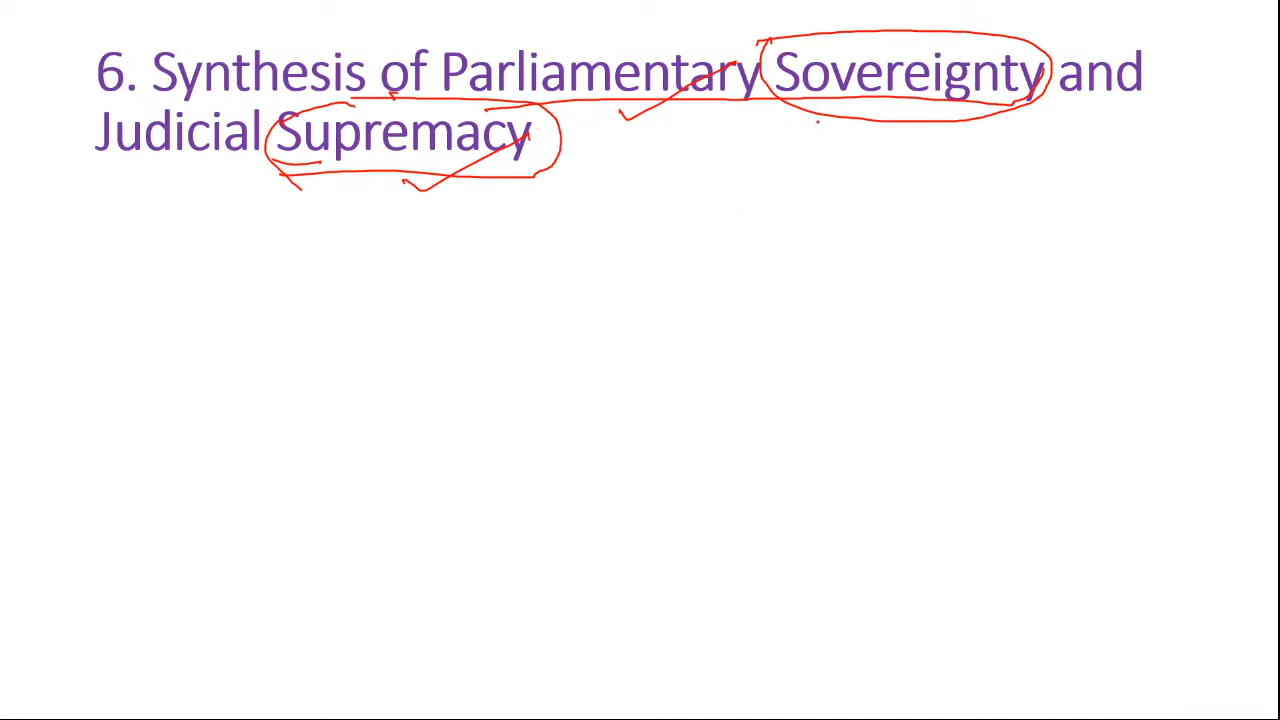 6. Synthesis of Parliamentary Sovereignty and
Judicial Supremacy